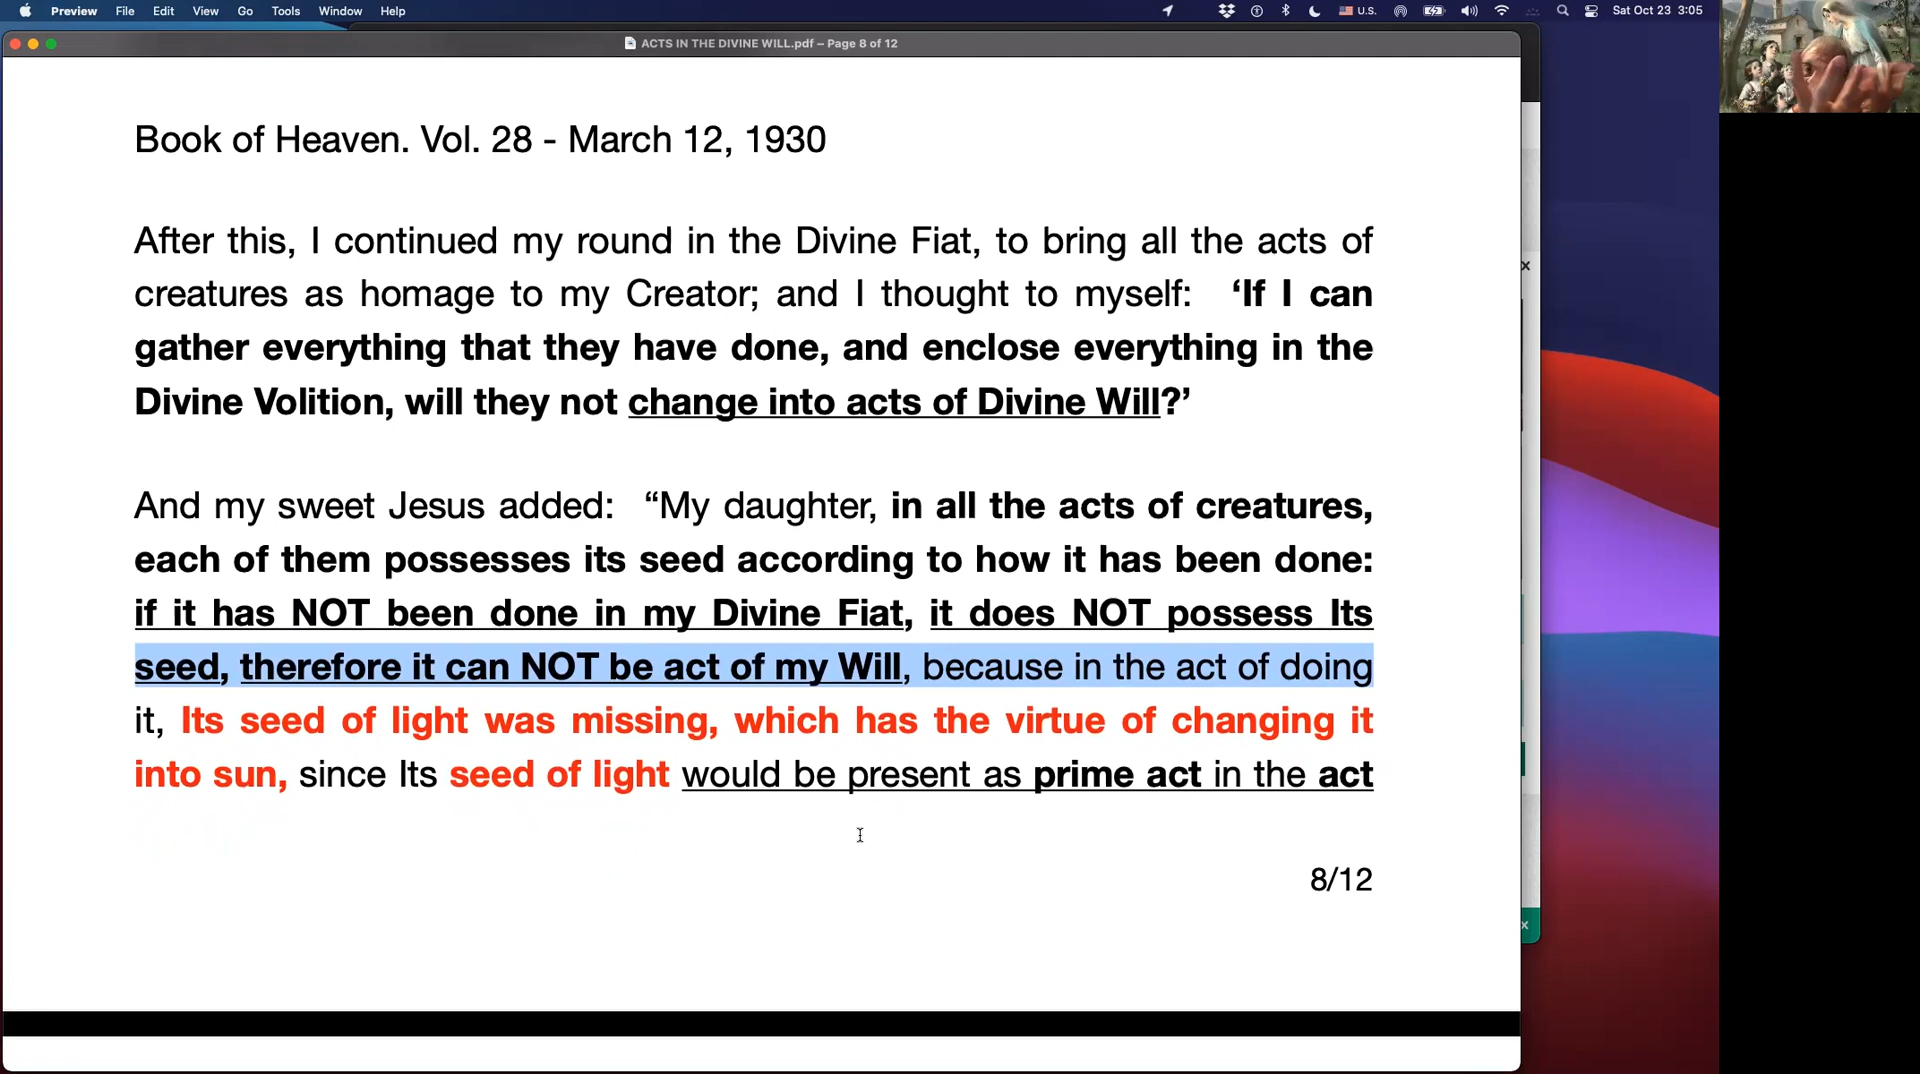 Preview File Edit View Go Tools Window Help U.S. Sat Oct 23 3:05
ACTS IN THE DIVINE WILL.pdf – Page 8 of 12
Book of Heaven. Vol. 28 - March 12, 1930
After this, I continued my round in the Divine Fiat, to bring all the acts of
creatures as homage to my Creator; and I thought to myself: ‘If I can
gather everything that they have done, and enclose everything in the
Divine Volition, will they not change into acts of Divine Will?’
And my sweet Jesus added: “My daughter, in all the acts of creatures,
each of them possesses its seed according to how it has been done:
if it has NOT been done in my Divine Fiat, it does NOT possess Its
seed, therefore it can NOT be act of my Will, because in the act of doing
it, Its seed of light was missing, which has the virtue of changing it
into sun, since Its seed of light would be present as prime act in the act
8/12